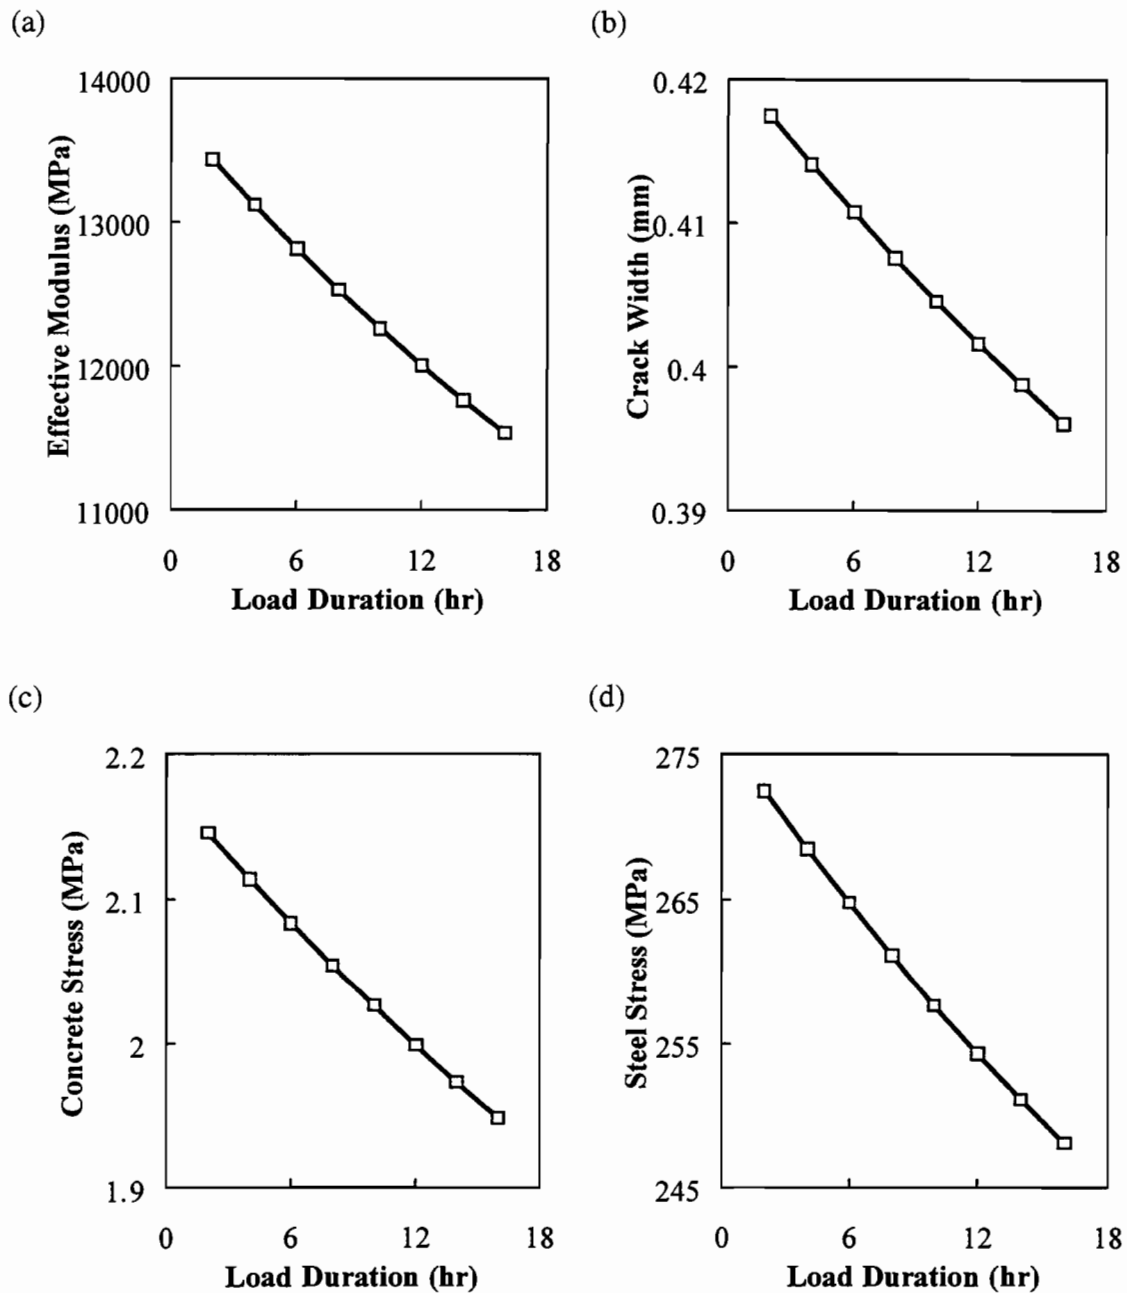 (a)
14000
13000
12000
11000
Effective Modulus (MPa)
0 6 12 18
Load Duration (hr)
(b)
0.42
0.41
0.4
0.39
Crack Width (mm)
0 6 12 18
Load Duration (hr)
(c)
2.2
2.1
2
1.9
Concrete Stress (MPa)
0 6 12 18
Load Duration (hr)
(d)
275
265
255
245
Steel Stress (MPa)
0 6 12 18
Load Duration (hr)